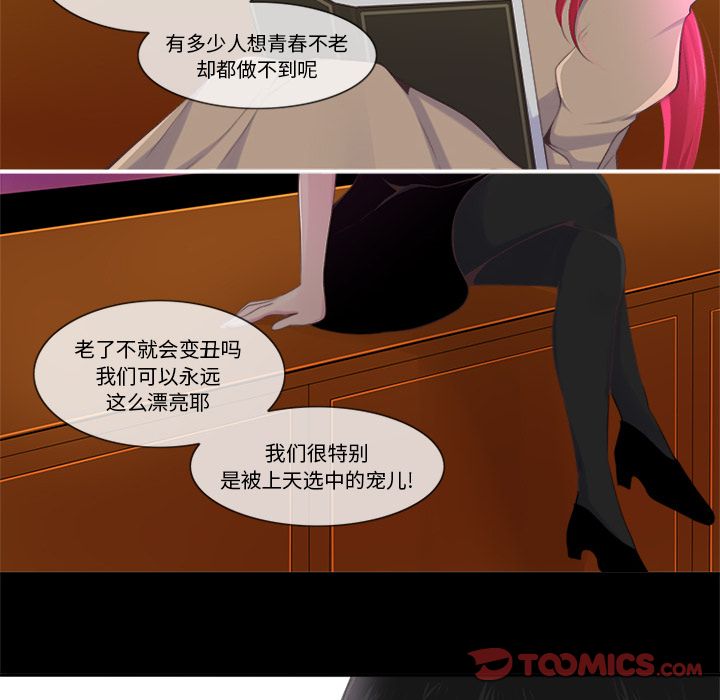 有多少人想青春不老
却都做不到呢
老了不就会变丑吗
我们可以永远
这么漂亮耶
我们很特别
是被上天选中的宠儿!
TOOMICS.COM